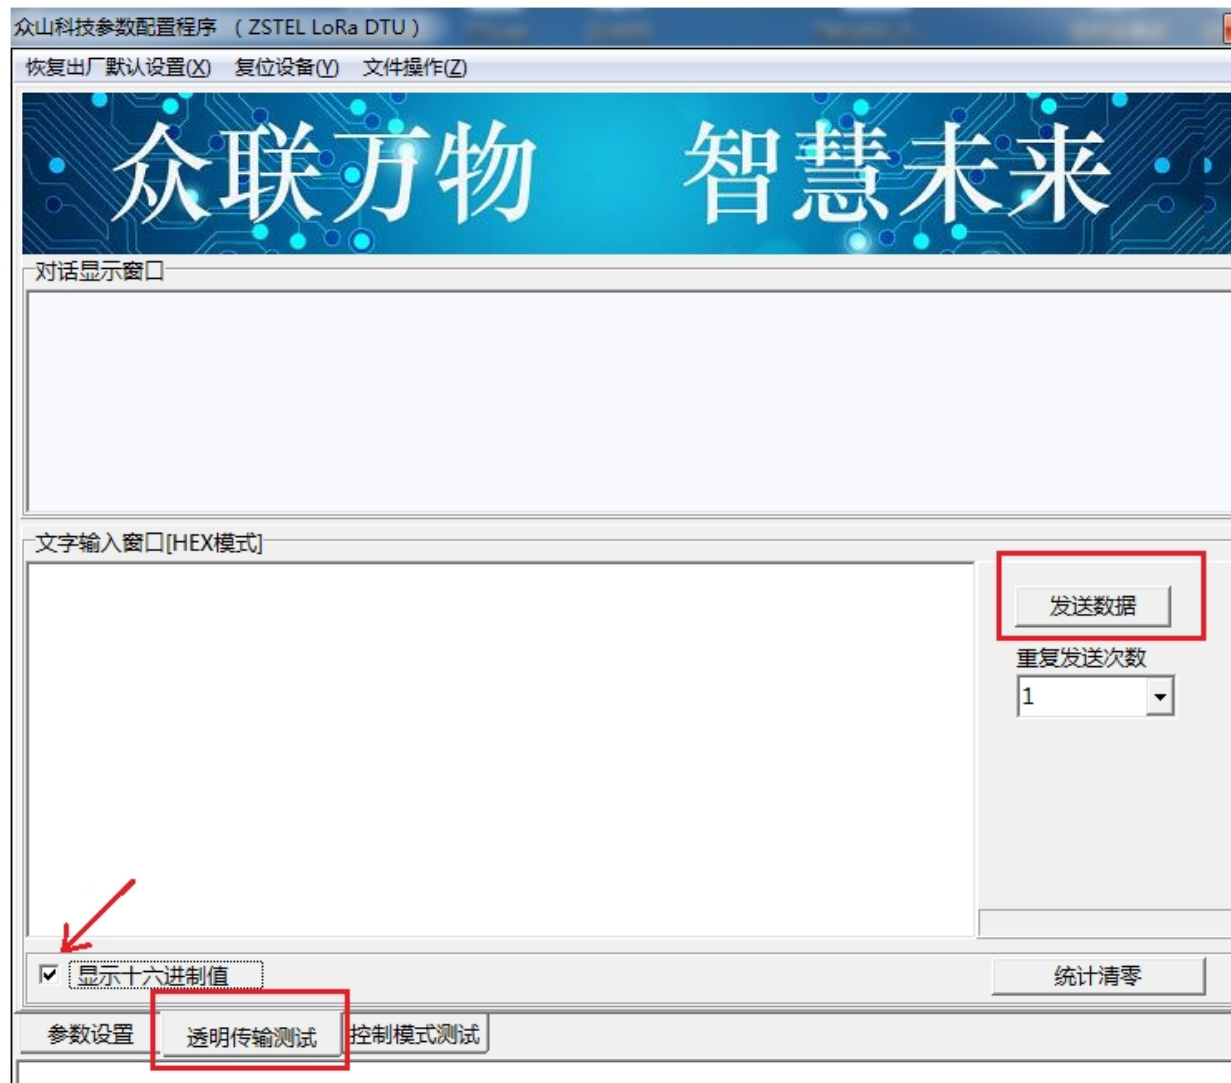 众山科技参数配置程序 （ZSTEL LoRa DTU）
恢复出厂默认设置(X) 复位设备(Y) 文件操作(Z)
众联万物 智慧未来
对话显示窗口
文字输入窗口[HEX模式]
发送数据
重复发送次数
1
显示十六进制值
统计清零
参数设置 透明传输测试 控制模式测试